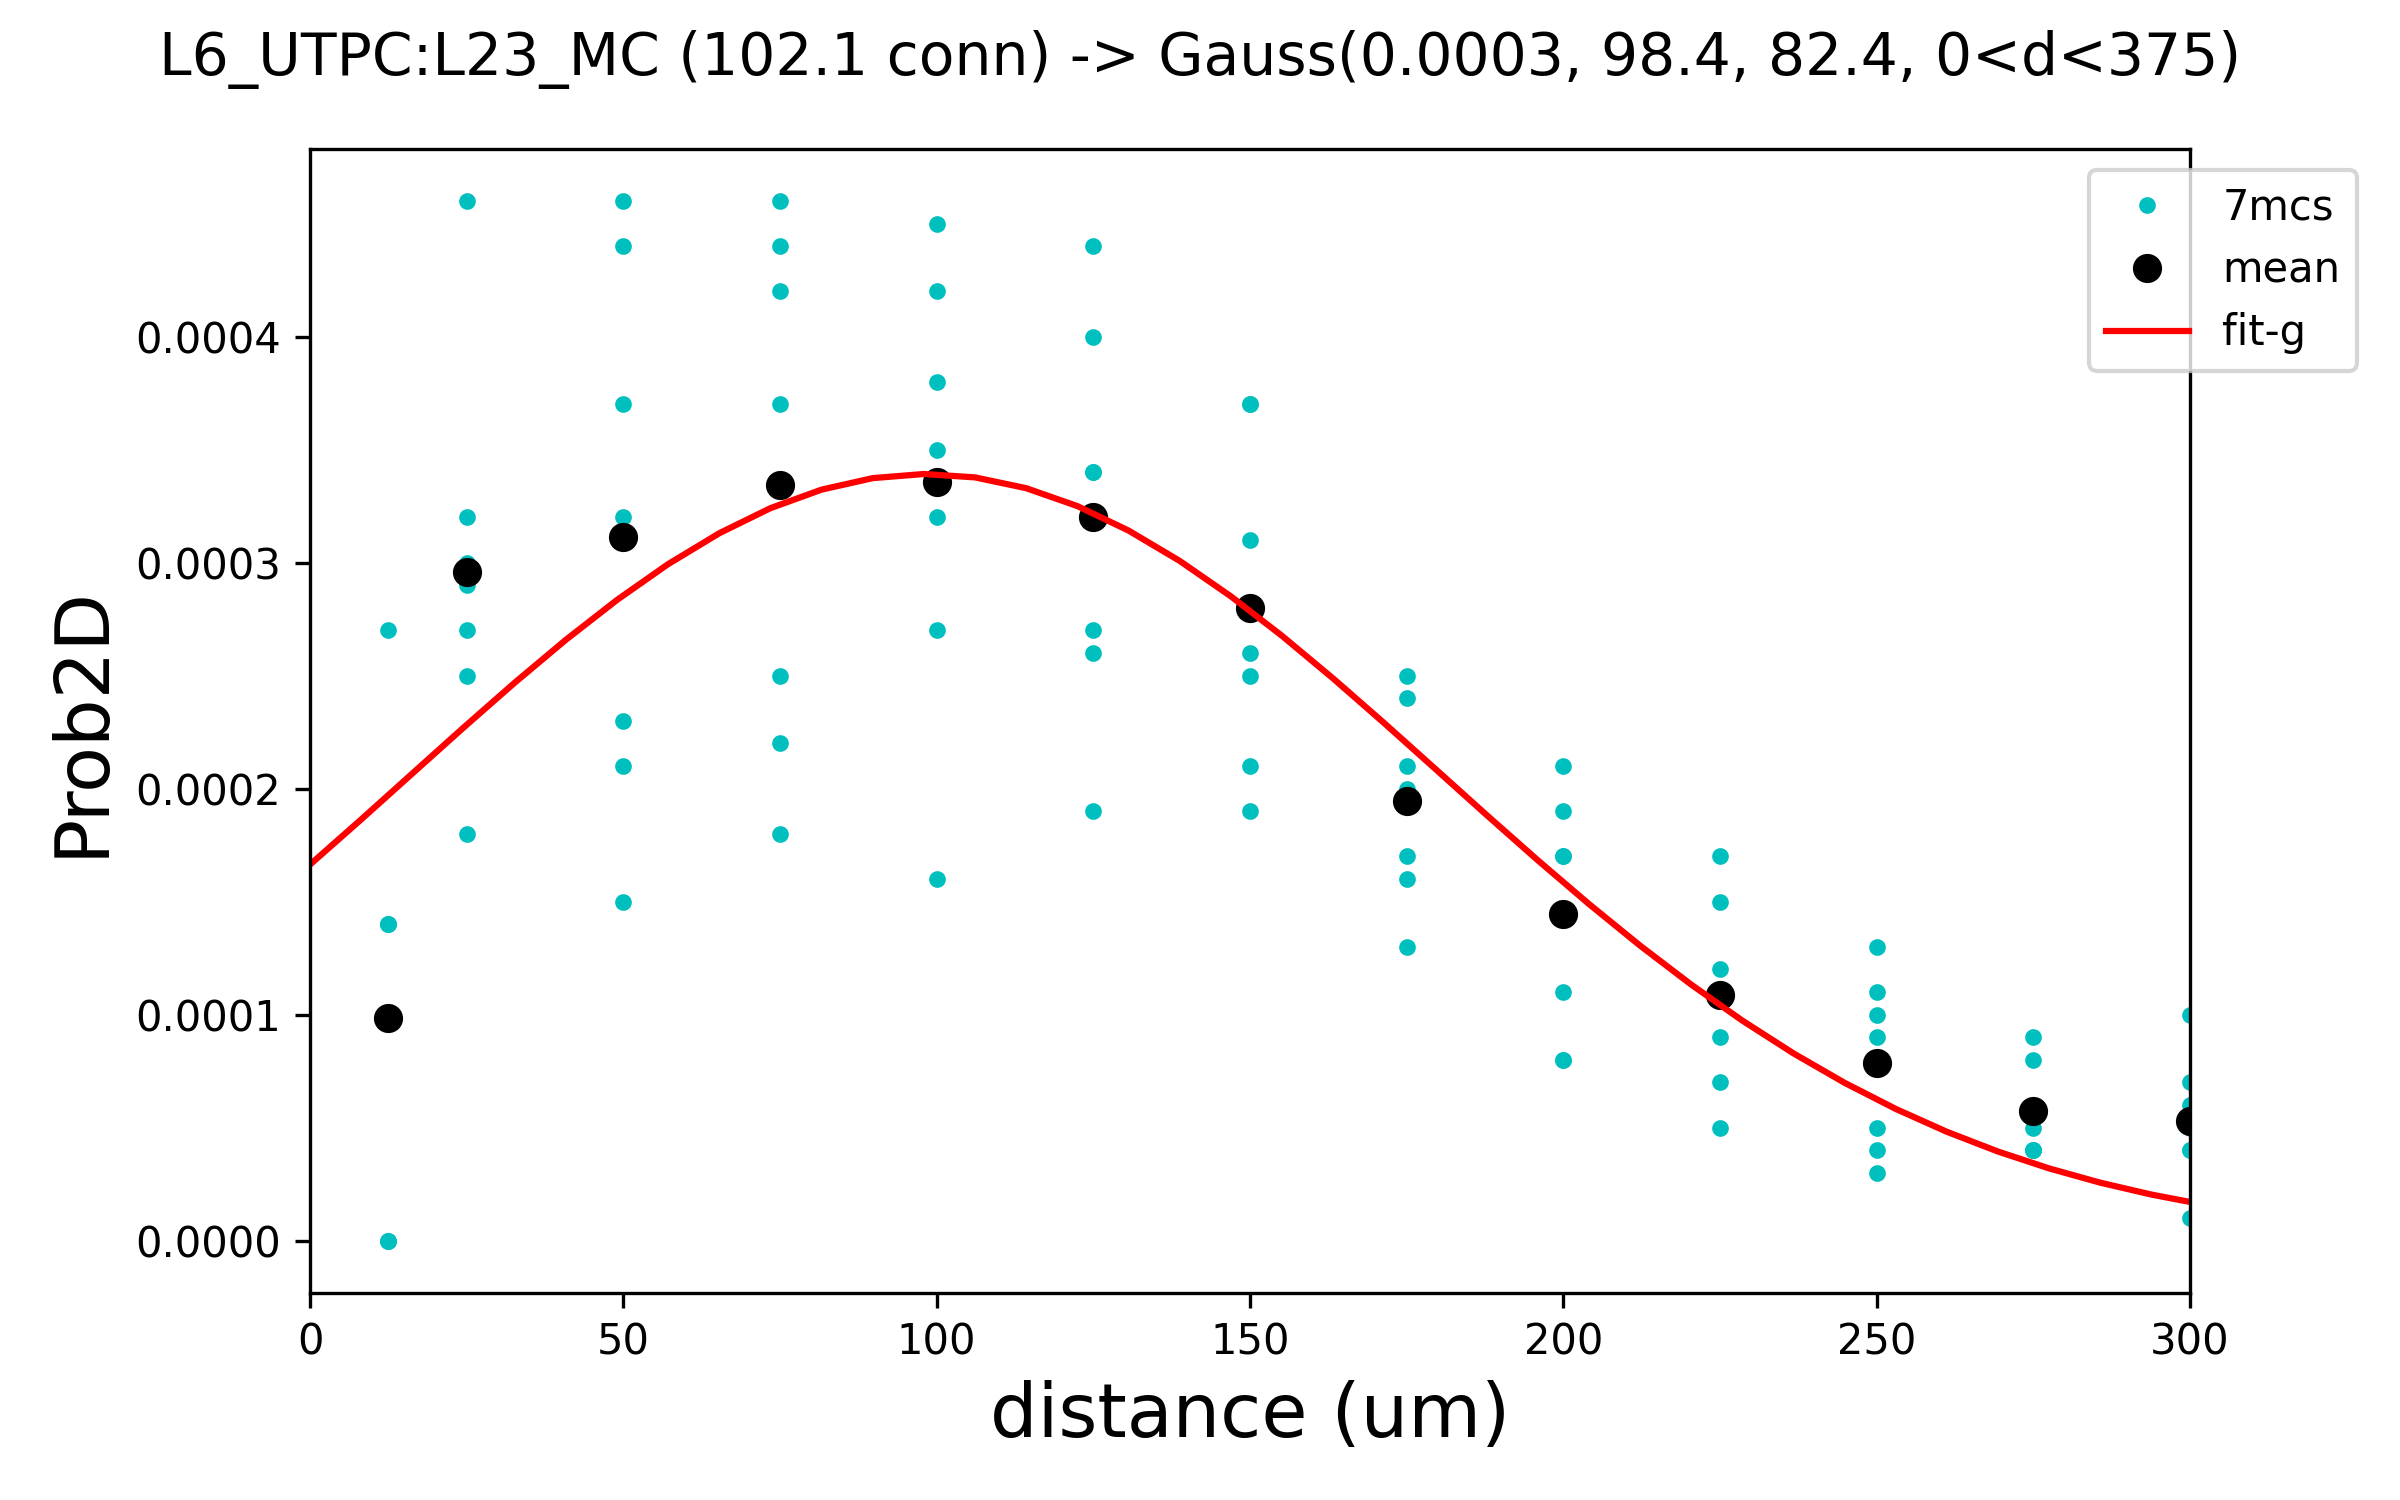 L6_UTPC:L23_MC (102.1 conn) -> Gauss(0.0003, 98.4, 82.4, 0<d<375)
7mcs
mean
fit-g
0.0004
0.0003
0.0002
0.0001
0.0000
Prob2D
0 50 100 150 200 250 300
distance (um)